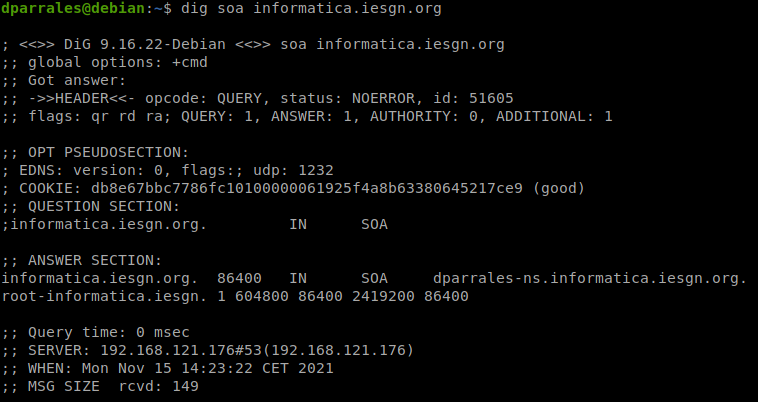 dparrales@debian:~$ dig soa informatica.iesgn.org

; <<>> DiG 9.16.22-Debian <<>> soa informatica.iesgn.org
;; global options: +cmd
;; Got answer:
;; ->>HEADER<<- opcode: QUERY, status: NOERROR, id: 51605
;; flags: qr rd ra; QUERY: 1, ANSWER: 1, AUTHORITY: 0, ADDITIONAL: 1

;; OPT PSEUDOSECTION:
; EDNS: version: 0, flags:; udp: 1232
; COOKIE: db8e67bbc7786fc10100000061925f4a8b63380645217ce9 (good)
;; QUESTION SECTION:
;informatica.iesgn.org.		IN	SOA

;; ANSWER SECTION:
informatica.iesgn.org.	86400	IN	SOA	dparrales-ns.informatica.iesgn.org.
root-informatica.iesgn. 1 604800 86400 2419200 86400

;; Query time: 0 msec
;; SERVER: 192.168.121.176#53(192.168.121.176)
;; WHEN: Mon Nov 15 14:23:22 CET 2021
;; MSG SIZE  rcvd: 149